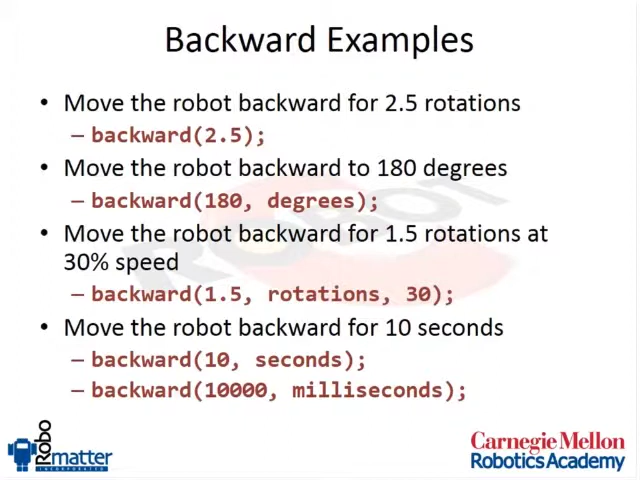 Backward Examples
• Move the robot backward for 2.5 rotations
– backward(2.5);
• Move the robot backward to 180 degrees
– backward(180, degrees);
• Move the robot backward for 1.5 rotations at
30% speed
– backward(1.5, rotations, 30);
• Move the robot backward for 10 seconds
– backward(10, seconds);
– backward(10000, milliseconds);
ROBOT
Robo
matter
INCORPORATED
Carnegie Mellon
Robotics Academy